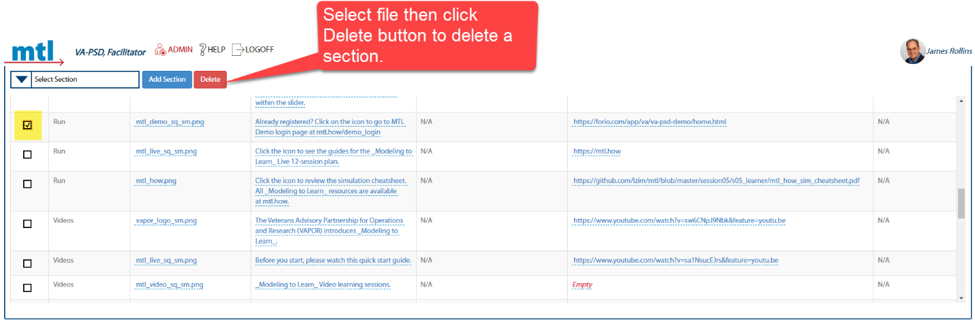 Select file then click
Delete button to delete a
section.
mtl
VA-PSD, Facilitator
ADMIN
HELP
LOGOFF
James Rollins
Select Section
Add Section
Delete
within the slider.
Run
mtl_demo_sq_sm.png
Already registered? Click on the icon to go to MTL
Demo login page at mtl.how/demo_login
N/A
https://forio.com/app/va/va-psd-demo/home.html
N/A
Run
mtl_live_sq_sm.png
Click the icon to see the guides for the _Modeling to
Learn_ Live 12-session plan.
N/A
https://mtl.how
N/A
Run
mtl_how.png
Click the icon to review the simulation cheatsheet.
All _Modeling to Learn_ resources are available
at mtl.how.
N/A
https://github.com/lzim/mtl/blob/master/session05/s05_learner/mtl_how_sim_cheatsheet.pdf
N/A
Videos
vapor_logo_sm.png
The Veterans Advisory Partnership for Operations
and Research (VAPOR) introduces _Modeling to
Learn_.
N/A
https://www.youtube.com/watch?v=sw6CNpJ9Nbk&feature=youtu.be
N/A
Videos
mtl_live_sq_sm.png
Before you start, please watch this quick start guide.
N/A
https://www.youtube.com/watch?v=sa1NsucEJrs&feature=youtu.be
N/A
Videos
mtl_video_sq_sm.png
_Modeling to Learn_ Video learning sessions.
N/A
Empty
N/A